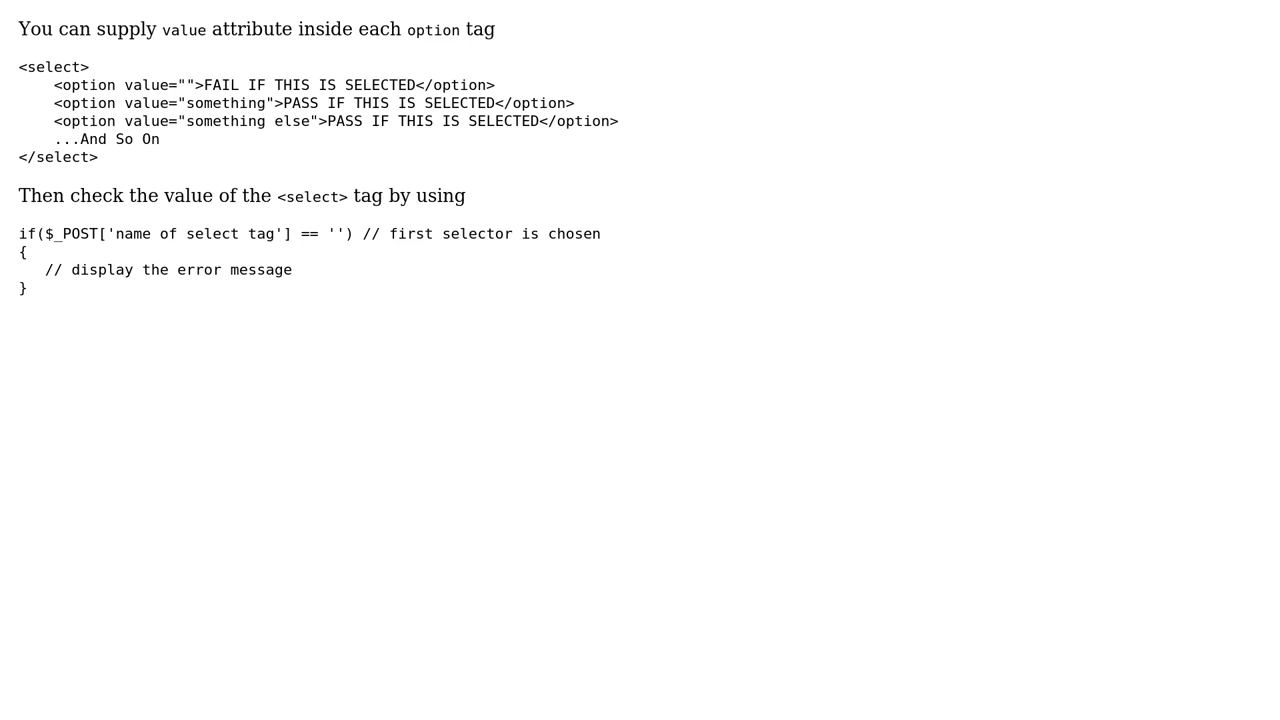 You can supply value attribute inside each option tag
<select>
    <option value="">FAIL IF THIS IS SELECTED</option>
    <option value="something">PASS IF THIS IS SELECTED</option>
    <option value="something else">PASS IF THIS IS SELECTED</option>
    ...And So On
</select>
Then check the value of the <select> tag by using
if($_POST['name of select tag'] == '') // first selector is chosen
{
   // display the error message
}